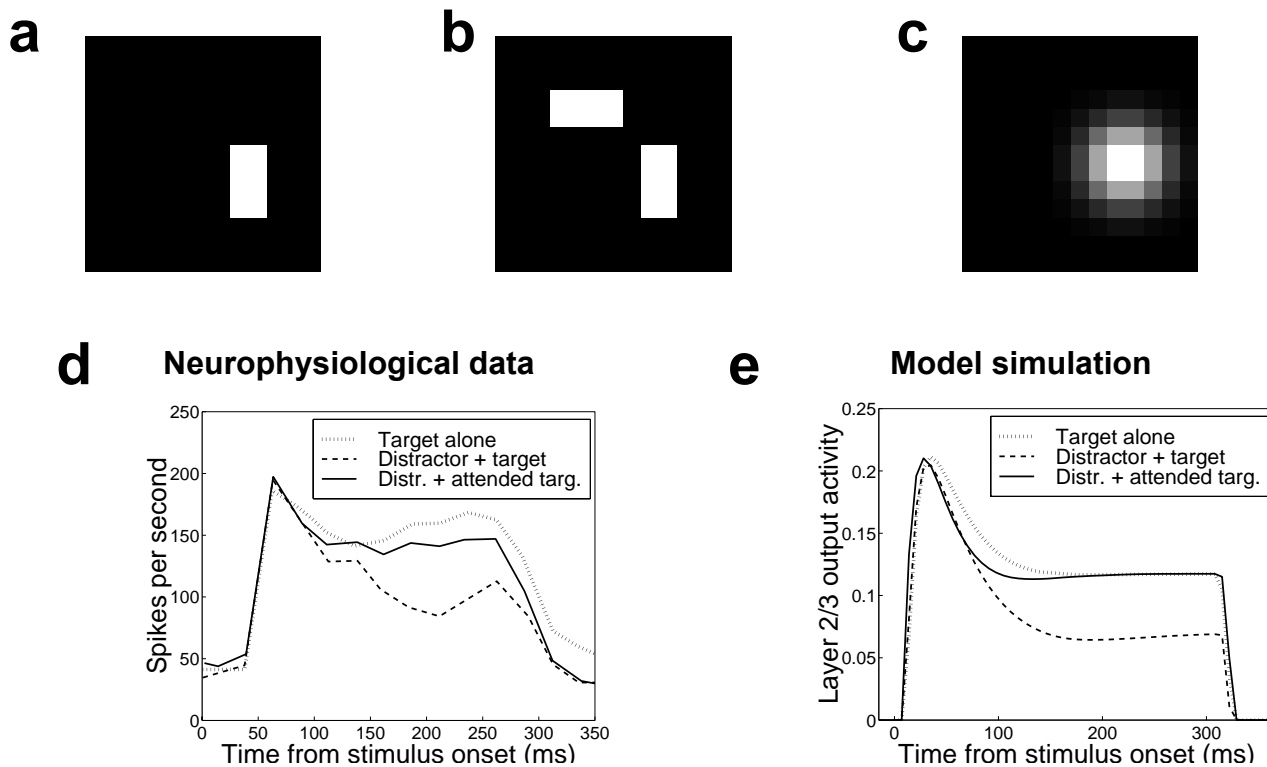 a
b
c
d
Neurophysiological data
250
200
150
100
50
0
Spikes per second
Target alone
Distractor + target
Distr. + attended targ.
0 50 100 150 200 250 300 350
Time from stimulus onset (ms)
e
Model simulation
0.25
0.2
0.15
0.1
0.05
0
Layer 2/3 output activity
Target alone
Distractor + target
Distr. + attended targ.
0 100 200 300
Time from stimulus onset (ms)